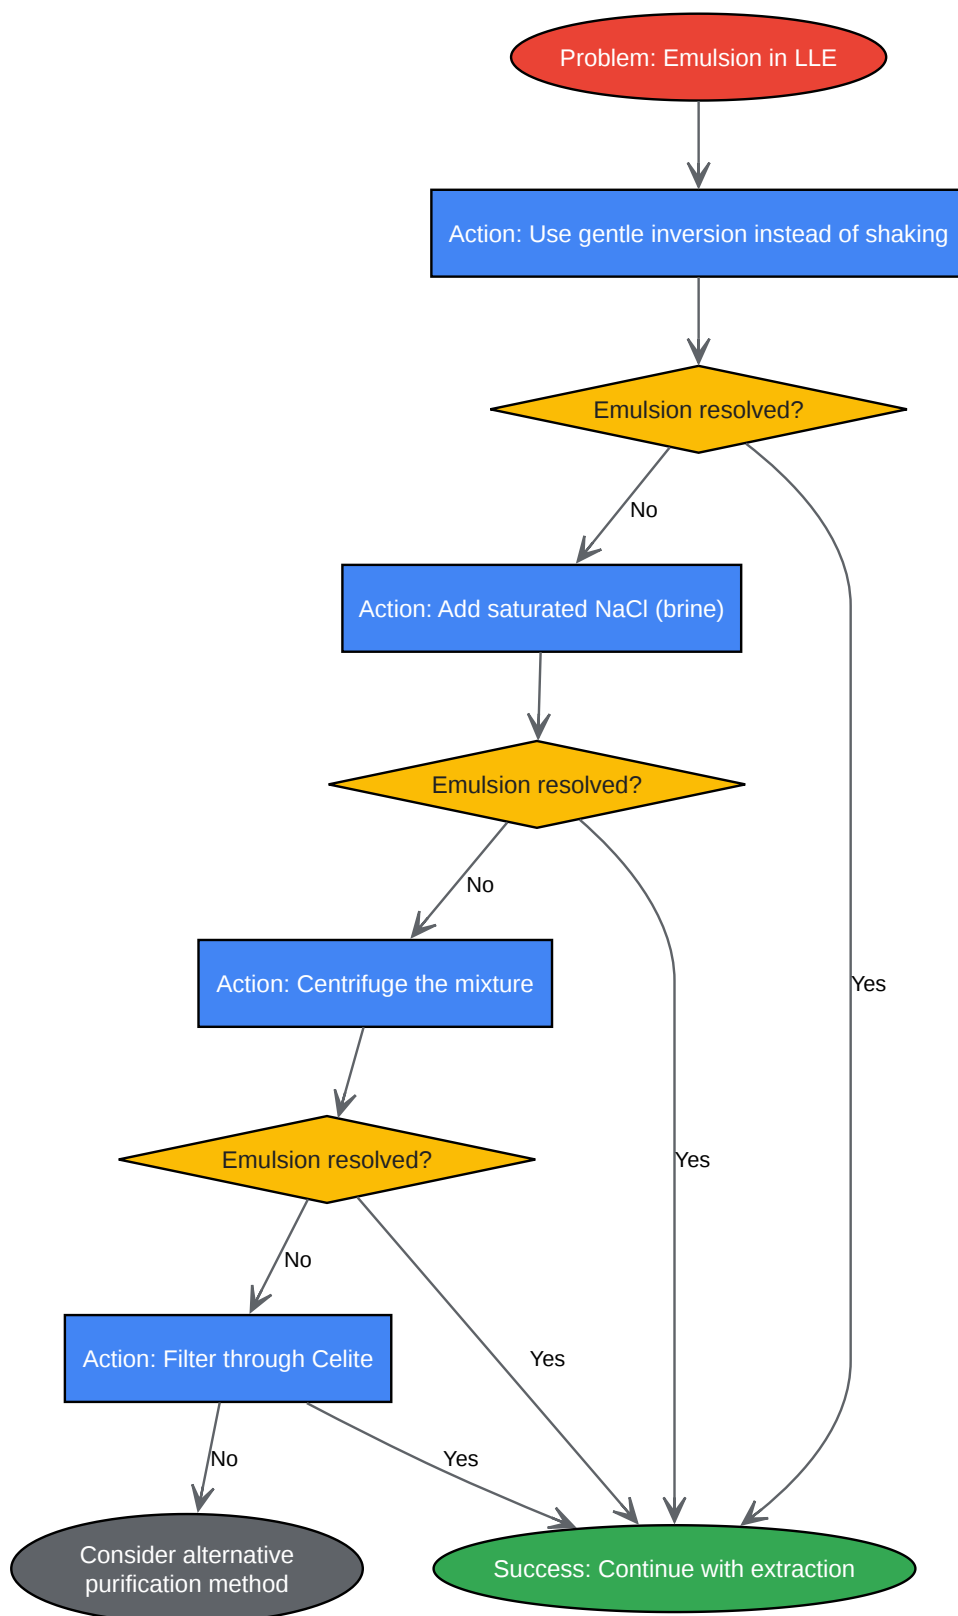 Problem: Emulsion in LLE
Action: Use gentle inversion instead of shaking
Emulsion resolved?
No
Action: Add saturated NaCl (brine)
Emulsion resolved?
No
Action: Centrifuge the mixture
Yes
Emulsion resolved?
Yes
No
Action: Filter through Celite
Yes
No
Yes
Consider alternative
purification method
Success: Continue with extraction